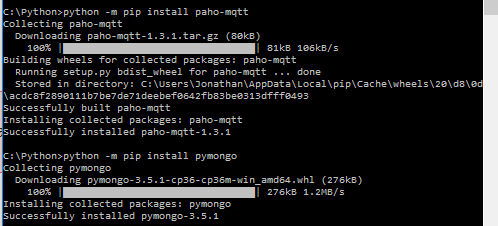 C:\Python>python -m pip install paho-mqtt
Collecting paho-mqtt
  Downloading paho-mqtt-1.3.1.tar.gz (80kB)
    100% | | 81kB 106kB/s
Building wheels for collected packages: paho-mqtt
  Running setup.py bdist_wheel for paho-mqtt ... done
  Stored in directory: C:\Users\Jonathan\AppData\Local\pip\Cache\wheels\20\d8\0d
\acdc8f2890111b7be7de71deebef0642fb83be0313dfff0493
Successfully built paho-mqtt
Installing collected packages: paho-mqtt
Successfully installed paho-mqtt-1.3.1
C:\Python>python -m pip install pymongo
Collecting pymongo
  Downloading pymongo-3.5.1-cp36-cp36m-win_amd64.whl (276kB)
    100% | | 276kB 1.2MB/s
Installing collected packages: pymongo
Successfully installed pymongo-3.5.1